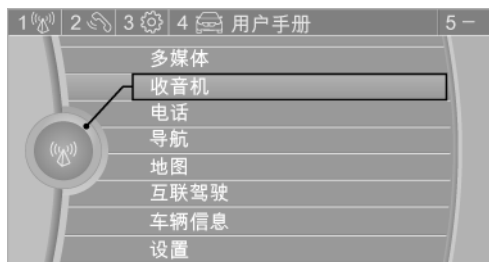 1 2 3 4 用户手册 5
多媒体
收音机
电话
导航
地图
互联驾驶
车辆信息
设置